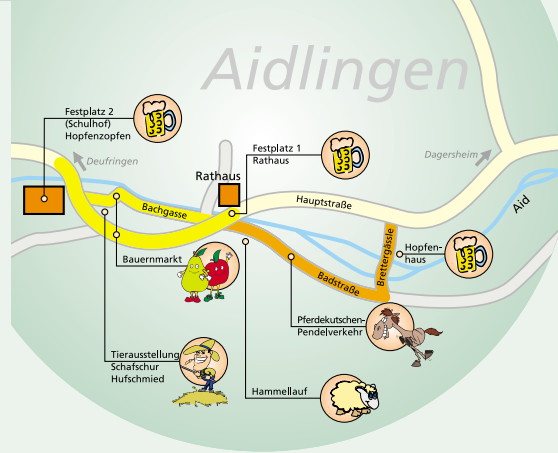 Aidlingen
Festplatz 2
(Schulhof)
Hopfenzopfen
Festplatz 1
Rathaus
Deufringen
Dagersheim
Rathaus
Bachgasse
Hauptstraße
Aid
Bauernmarkt
Badstraße
Brettergässle
Hopfen-
haus
Pferdekutschen-
Pendelverkehr
Tierausstellung
Schafschur
Hufschmied
Hammellauf